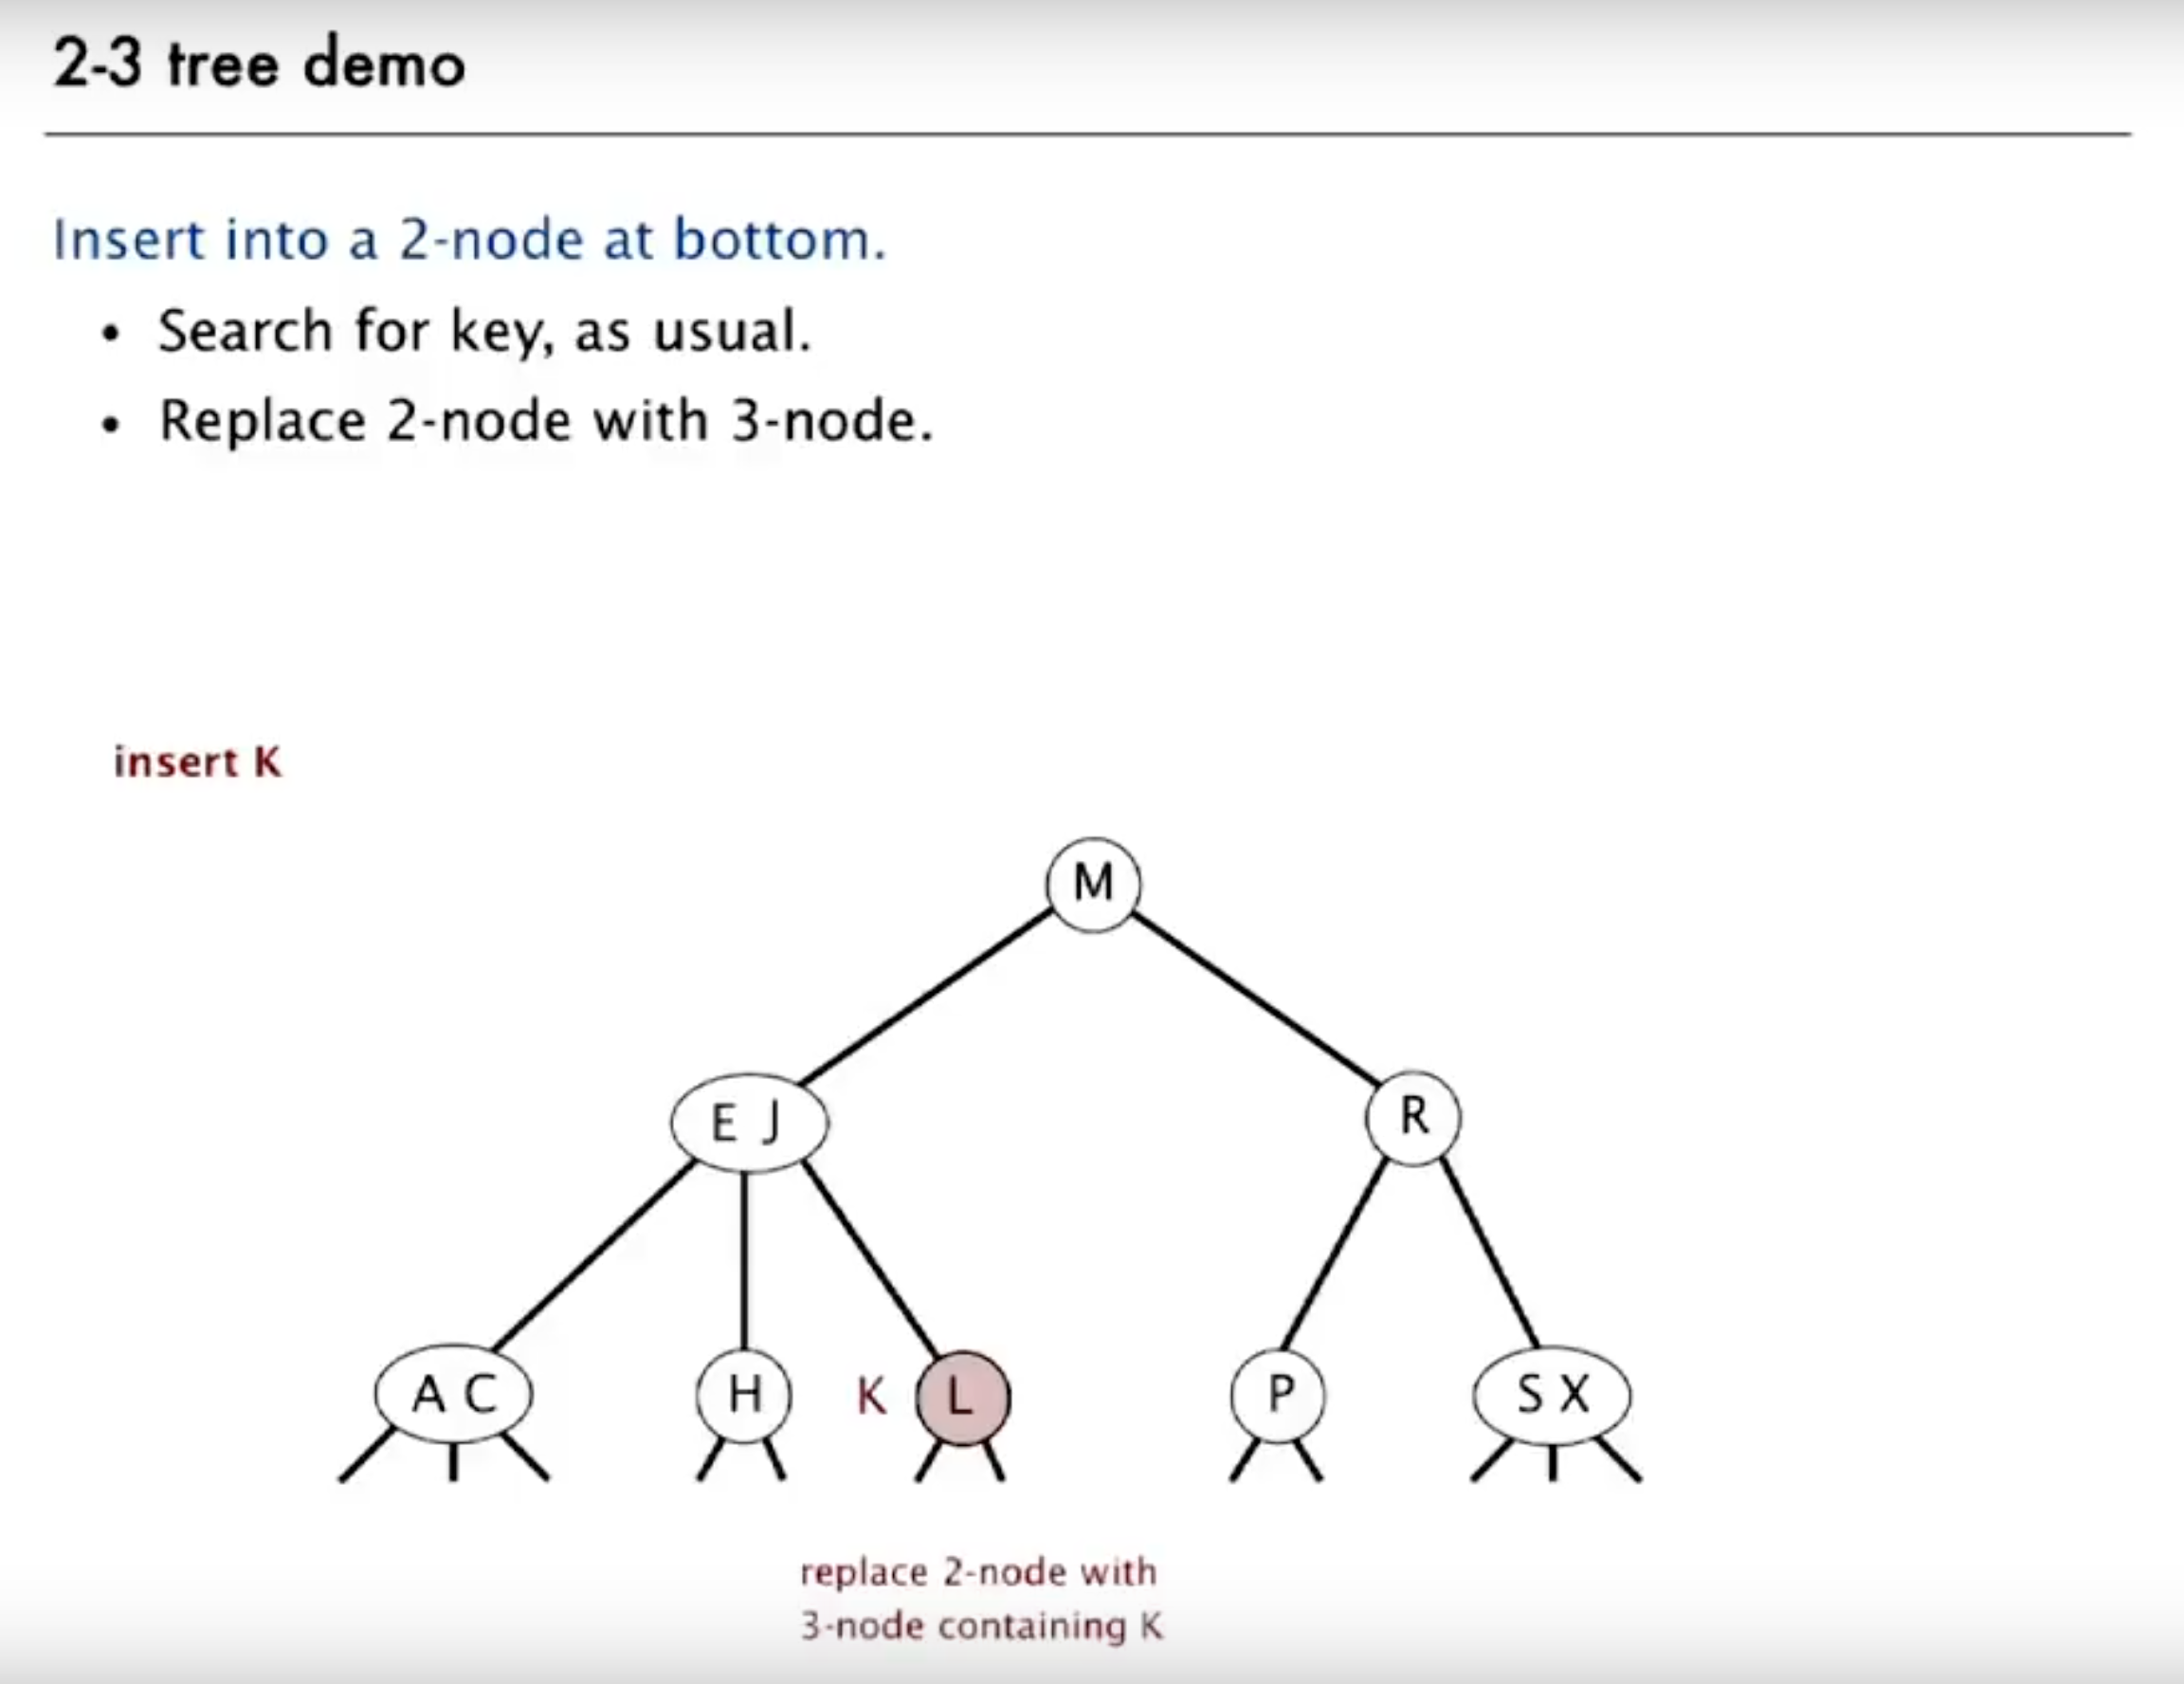 2-3 tree demo
Insert into a 2-node at bottom.
• Search for key, as usual.
• Replace 2-node with 3-node.
insert K
M
E J
R
A C
H
K
L
P
S X
replace 2-node with
3-node containing K